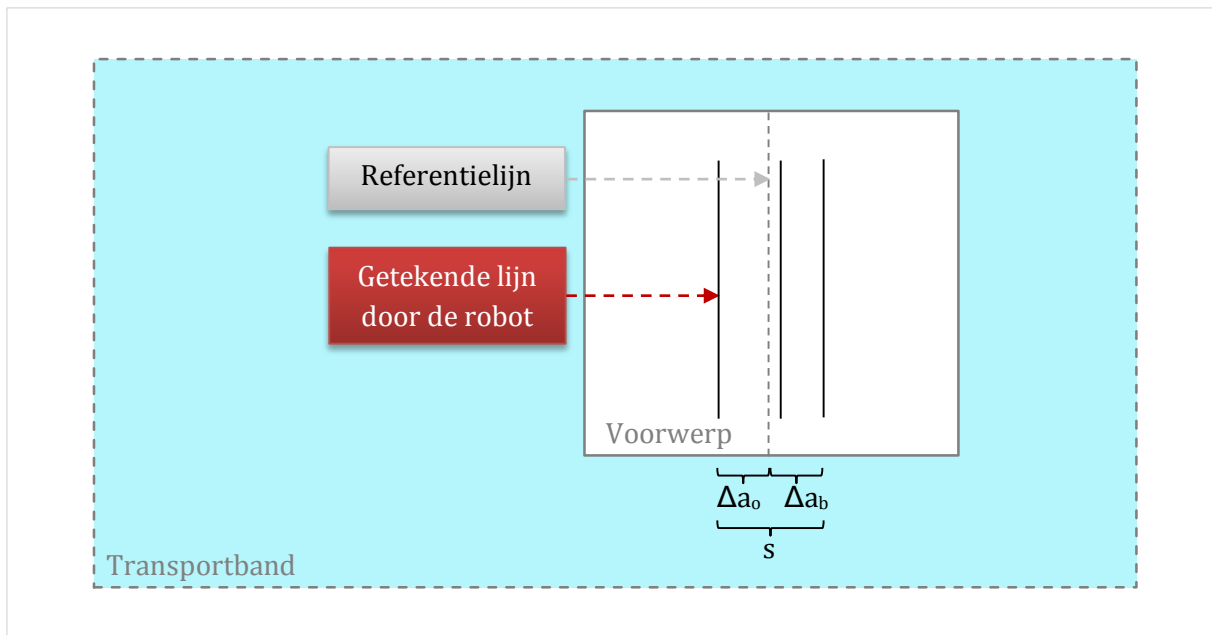 Referentielijn
Getekende lijn
door de robot
Voorwerp
Δaₒ Δa_b
s
Transportband